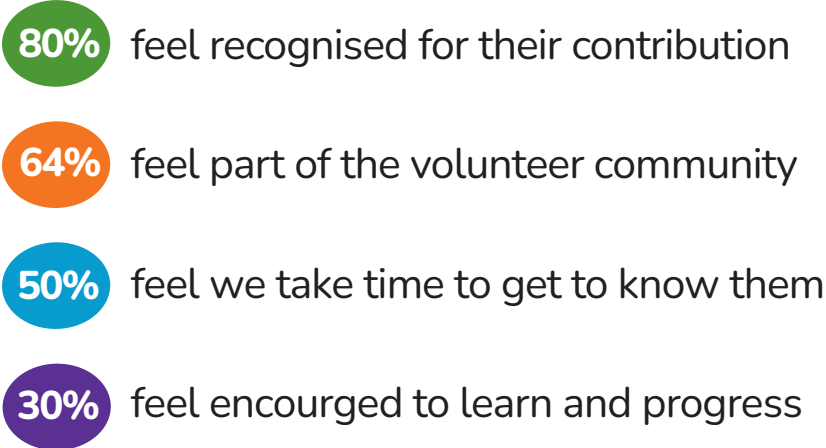 80% feel recognised for their contribution
64% feel part of the volunteer community
50% feel we take time to get to know them
30% feel encourged to learn and progress